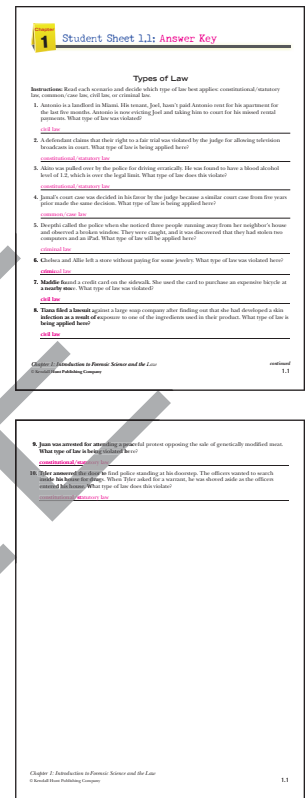 Chapter
1
Student Sheet 1.1: Answer Key
Types of Law
Instructions: Read each scenario and decide which type of law best applies: constitutional/statutory
law, common/case law, civil law, or criminal law.
1. Antonio is a landlord in Miami. His tenant, Joel, hasn't paid Antonio rent for his apartment for
the last five months. Antonio is now evicting Joel and taking him to court for his missed rental
payments. What type of law was violated?
civil law
2. A defendant claims that their right to a fair trial was violated by the judge for allowing television
broadcasts in court. What type of law is being applied here?
constitutional/statutory law
3. Akito was pulled over by the police for driving erratically. He was found to have a blood alcohol
level of 1.2, which is over the legal limit. What type of law does this violate?
constitutional/statutory law
4. Jamal's court case was decided in his favor by the judge because a similar court case from five years
prior made the same decision. What type of law is being applied here?
common/case law
5. Deepthi called the police when she noticed three people running away from her neighbor's house
and observed a broken window. They were caught, and it was discovered that they had stolen two
computers and an iPad. What type of law will be applied here?
criminal law
6. Chelsea and Allie left a store without paying for some jewelry. What type of law was violated here?
criminal law
7. Maddie found a credit card on the sidewalk. She used the card to purchase an expensive bicycle at
a nearby store. What type of law was violated?
civil law
8. Tiana filed a lawsuit against a large soap company after finding out that she had developed a skin
infection as a result of exposure to one of the ingredients used in their product. What type of law is
being applied here?
civil law
continued
Chapter 1: Introduction to Forensic Science and the Law
© Kendall Hunt Publishing Company 1.1
9. Juan was arrested for attending a peaceful protest opposing the sale of genetically modified meat.
What type of law is being violated here?
constitutional/statutory law
10. Tyler answered the door to find police standing at his doorstep. The officers wanted to search
inside his house for drugs. When Tyler asked for a warrant, he was shoved aside as the officers
entered his house. What type of law does this violate?
constitutional/statutory law
Chapter 1: Introduction to Forensic Science and the Law
© Kendall Hunt Publishing Company 1.1